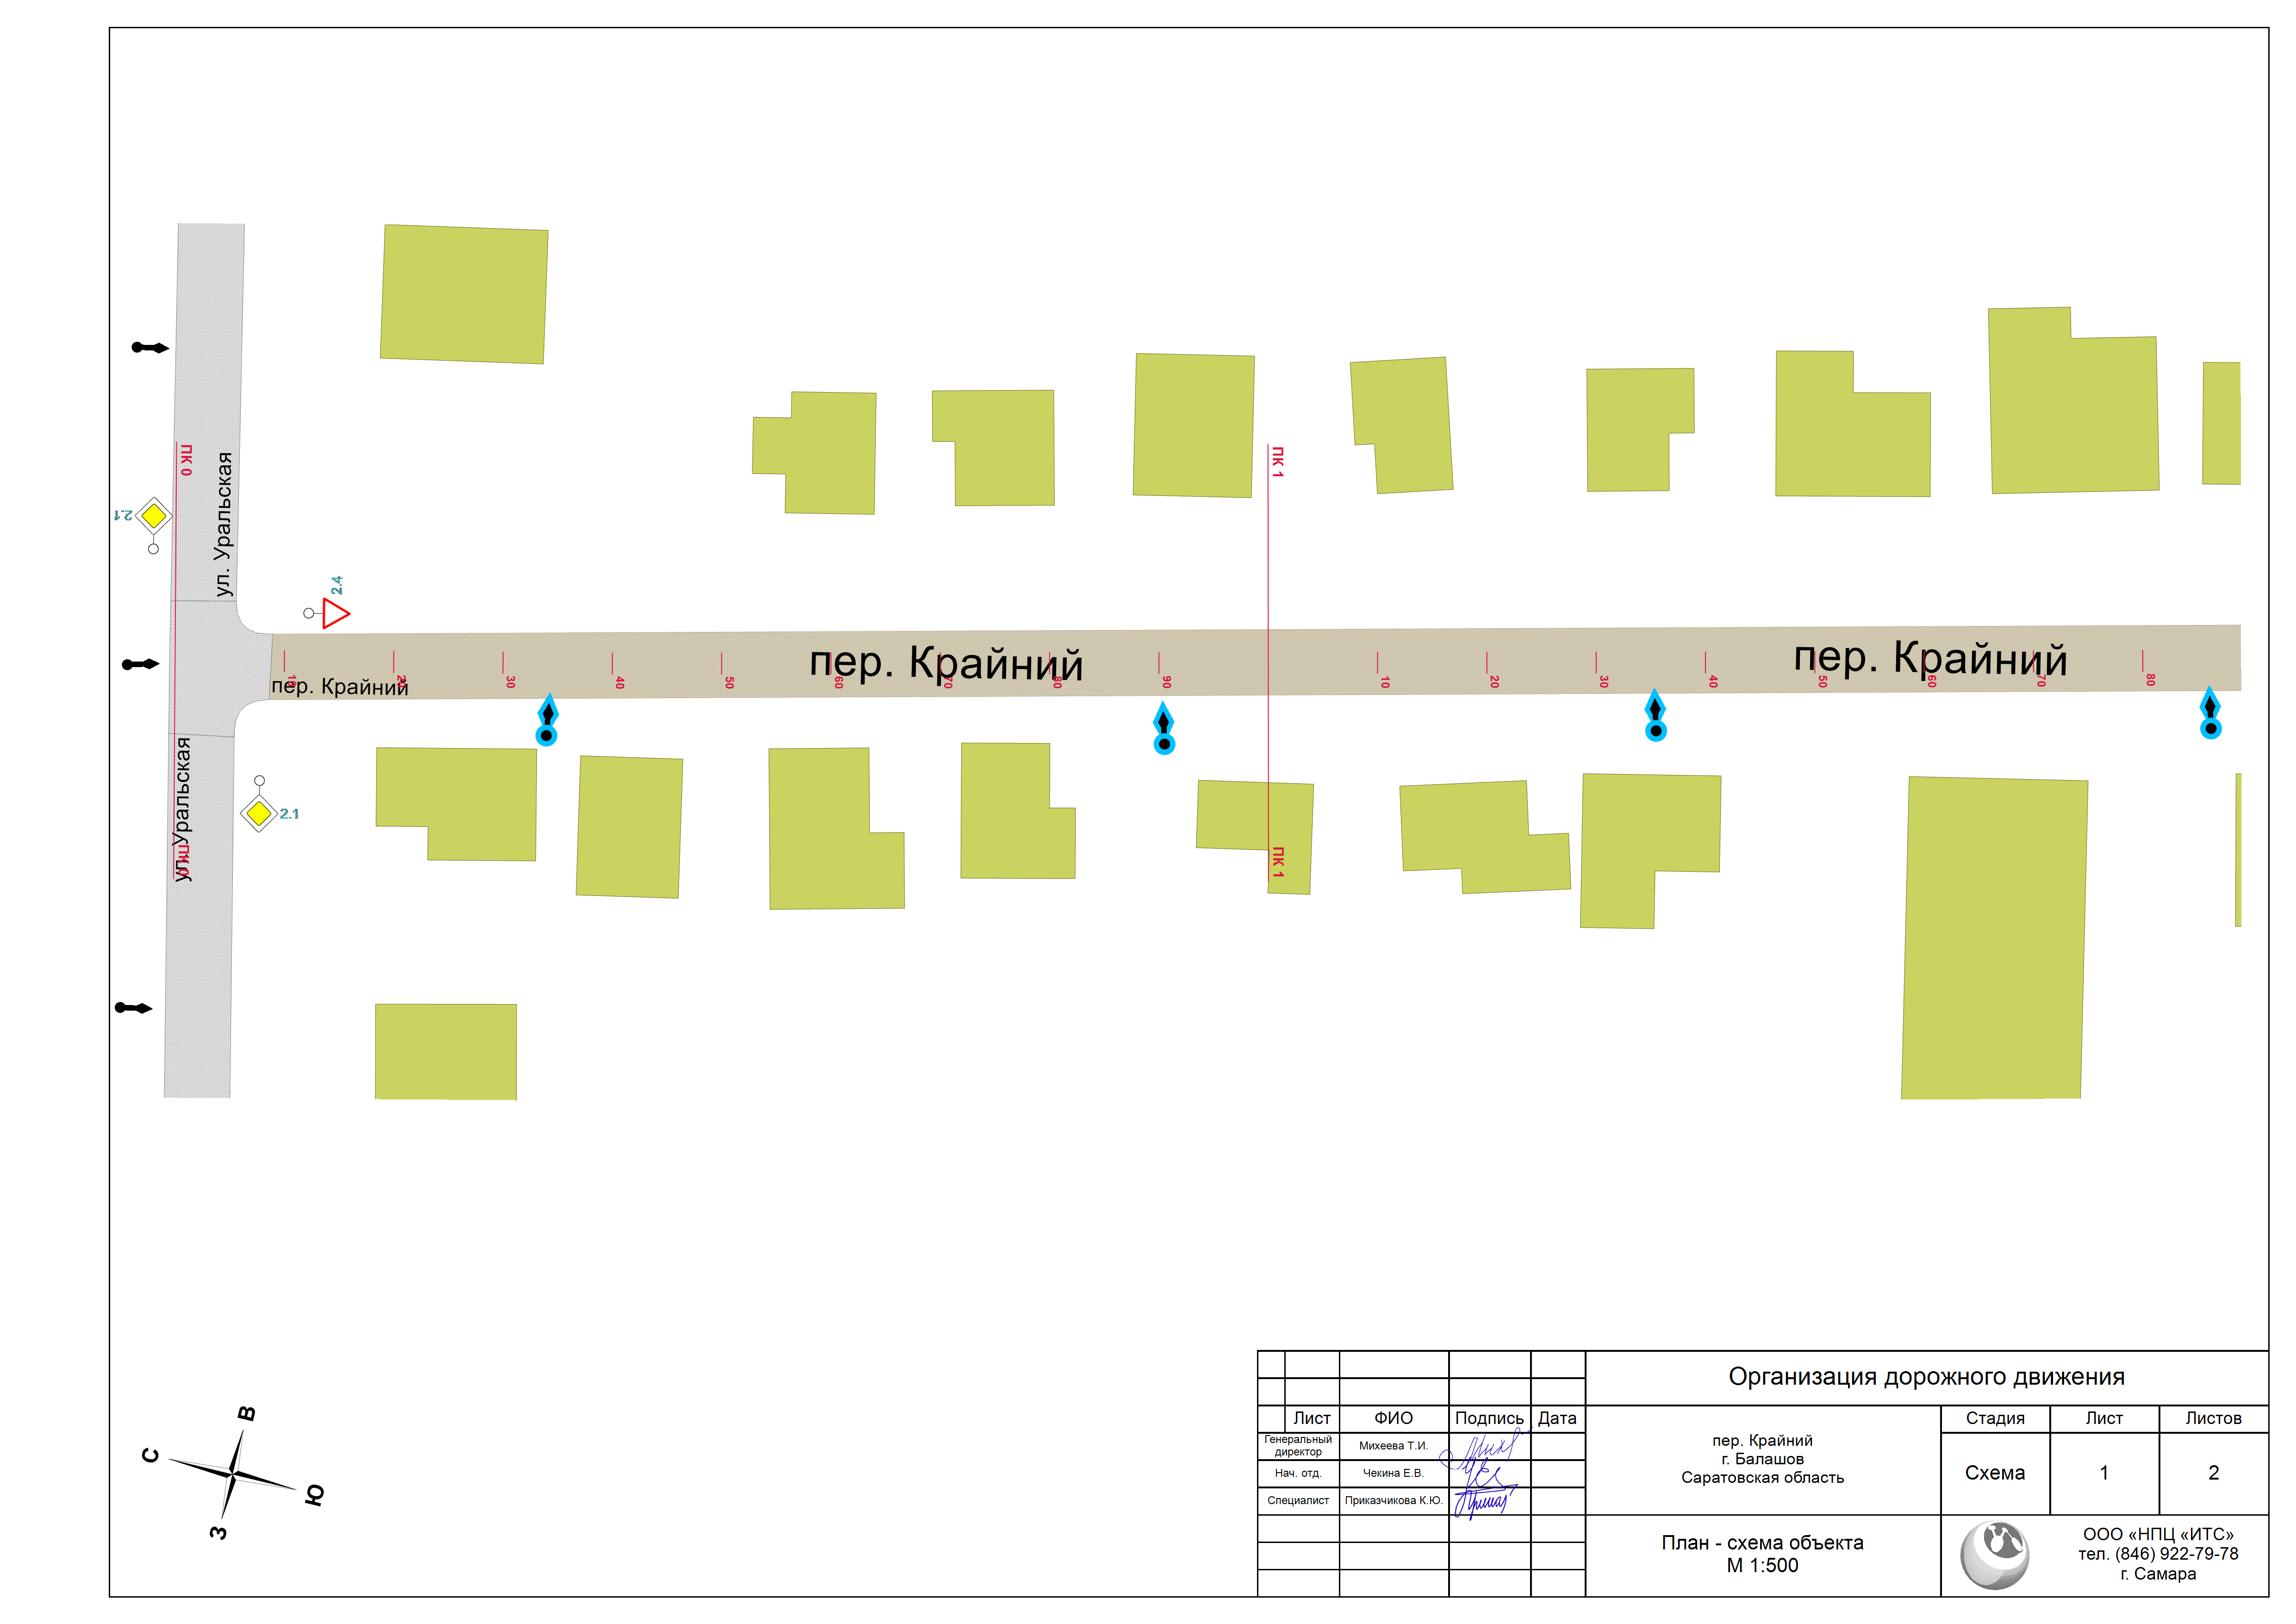 ПК 0
ул. Уральская
2.1
2.4
ПК 1
пер. Крайний
пер. Крайний
пер. Крайний
10
20
30
40
50
60
70
80
90
10
20
30
40
50
60
70
80
ул. Уральская
2.1
ПК 0
ПК 1
В
С
Ю
З
Организация дорожного движения
Лист ФИО Подпись Дата
Стадия Лист Листов
Генеральный
директор
Михеева Т.И.
Нач. отд. Чекина Е.В.
Специалист Приказчикова К.Ю.
пер. Крайний
г. Балашов
Саратовская область
Схема 1 2
План - схема объекта
М 1:500
ООО «НПЦ «ИТС»
тел. (846) 922-79-78
г. Самара